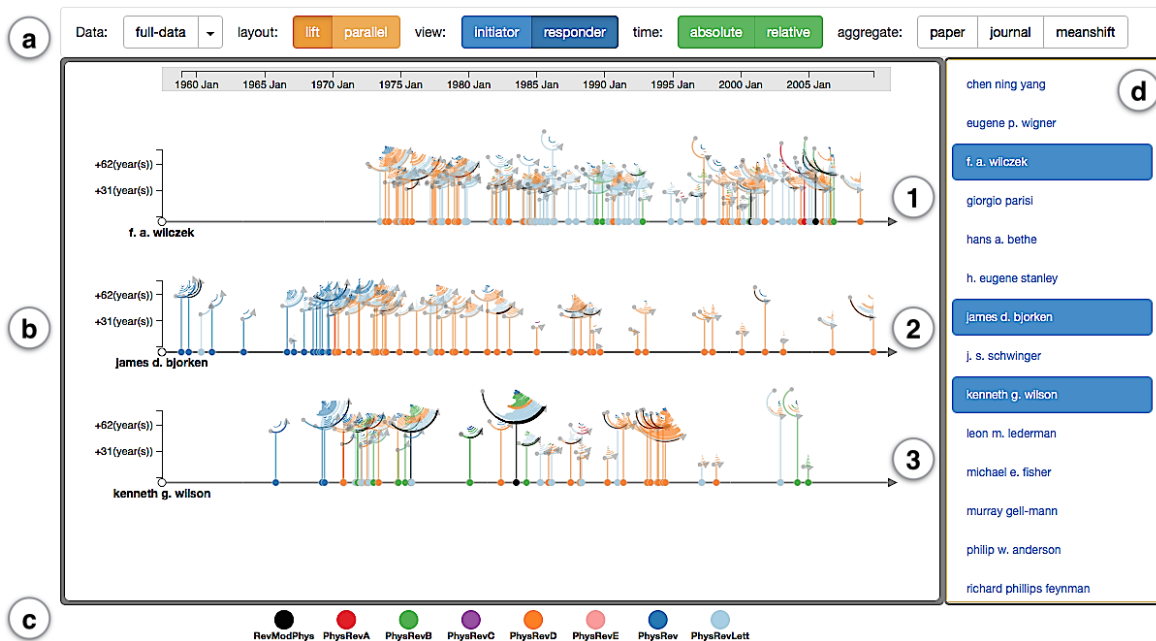 a
Data: full-data layout: lift parallel view: initiator responder time: absolute relative aggregate: paper journal meanshift
1960 Jan 1965 Jan 1970 Jan 1975 Jan 1980 Jan 1985 Jan 1990 Jan 1995 Jan 2000 Jan 2005 Jan
+62(year(s))
+31(year(s))
1
f. a. wilczek
b
+62(year(s))
+31(year(s))
2
james d. bjorken
+62(year(s))
+31(year(s))
3
kenneth g. wilson
d
chen ning yang
eugene p. wigner
f. a. wilczek
giorgio parisi
hans a. bethe
h. eugene stanley
james d. bjorken
j. s. schwinger
kenneth g. wilson
leon m. lederman
michael e. fisher
murray gell-mann
philip w. anderson
richard phillips feynman
c
RevModPhys PhysRevA PhysRevB PhysRevC PhysRevD PhysRevE PhysRev PhysRevLett